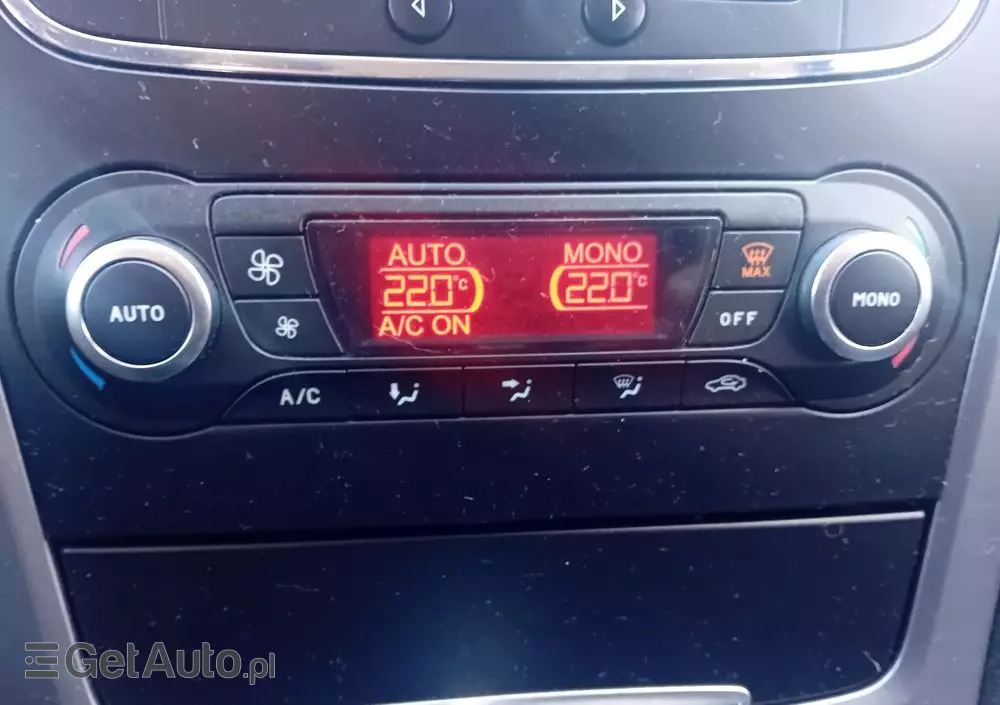 AUTO MONO
22.0°C 22.0°C
A/C ON
AUTO
MAX
OFF
MONO
A/C
GetAuto.pl